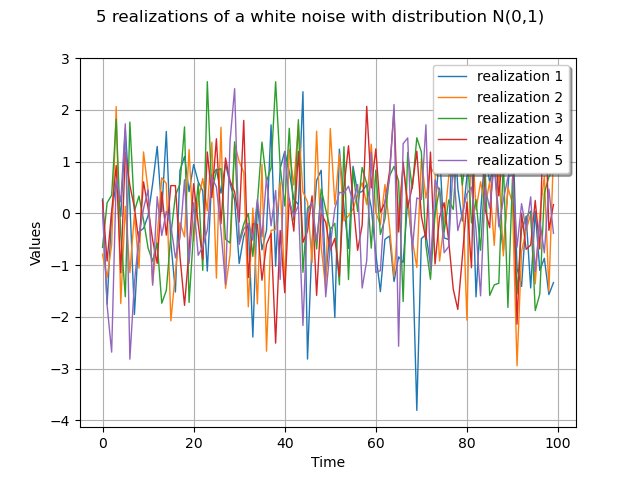 5 realizations of a white noise with distribution N(0,1)
3
2
1
0
−1
−2
−3
−4
Values
realization 1
realization 2
realization 3
realization 4
realization 5
0 20 40 60 80 100
Time